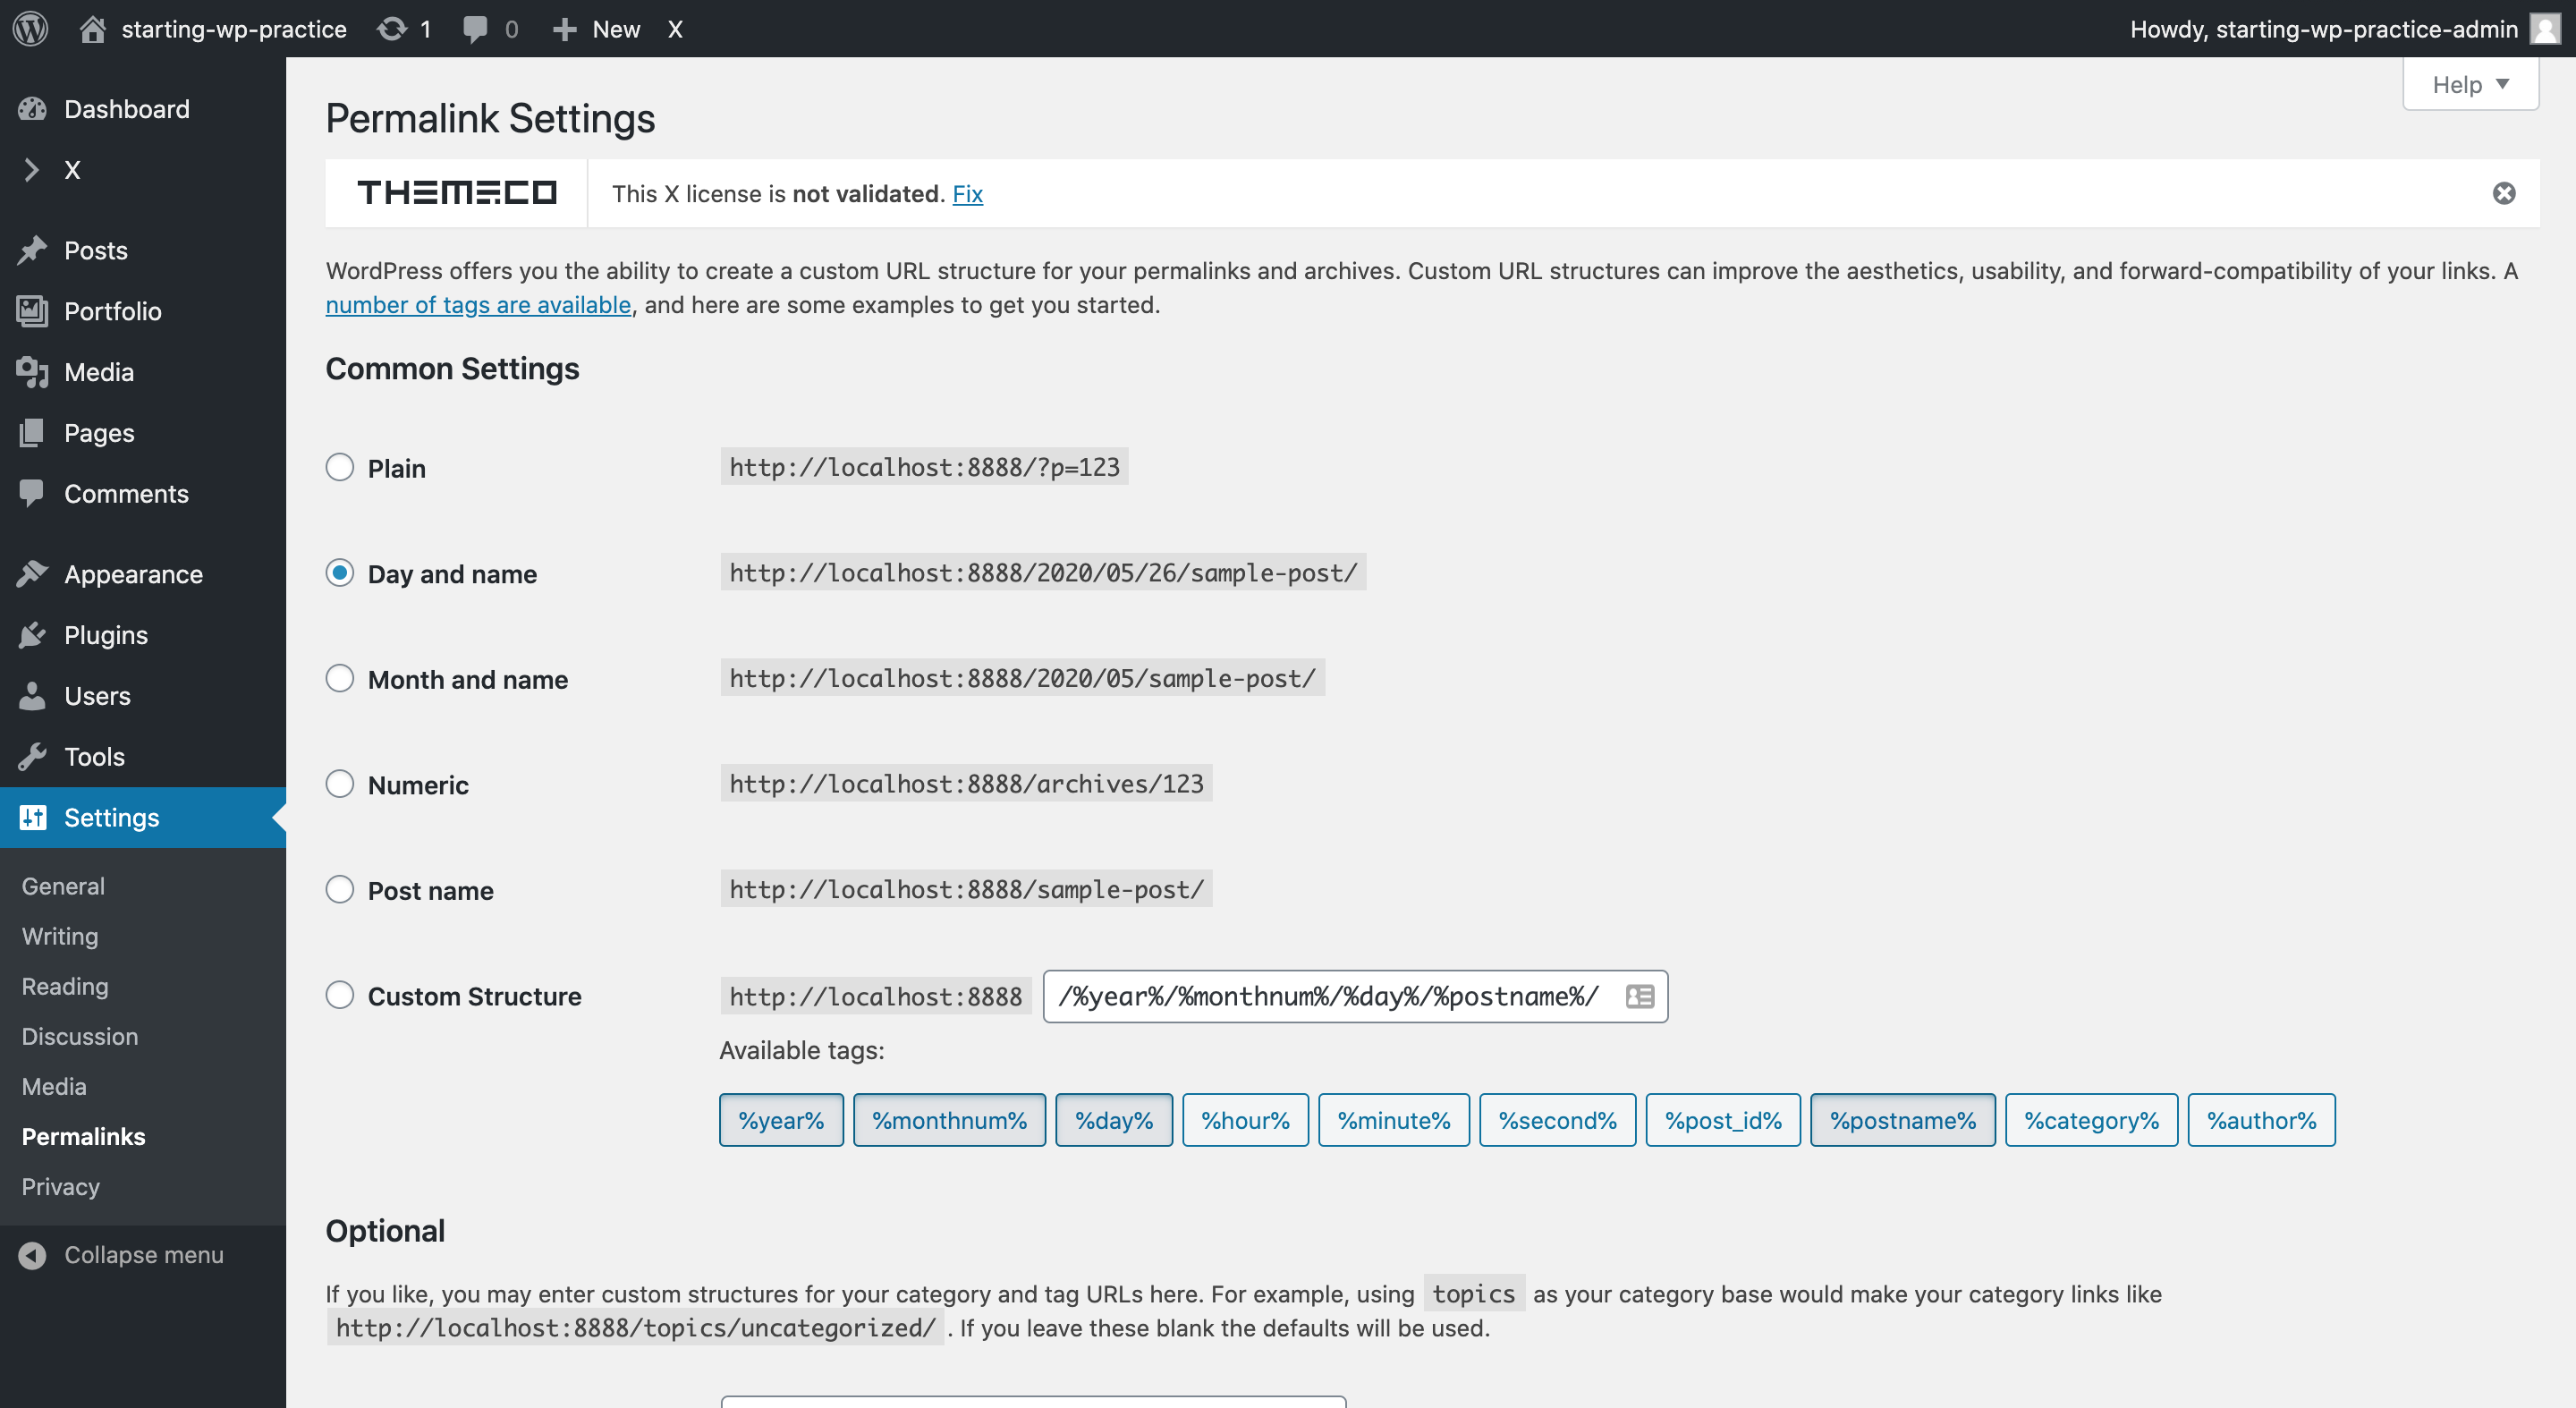 starting-wp-practice 1 0 New X Howdy, starting-wp-practice-admin
Dashboard
X
Posts
Portfolio
Media
Pages
Comments
Appearance
Plugins
Users
Tools
Settings
General
Writing
Reading
Discussion
Media
Permalinks
Privacy
Collapse menu
Help
Permalink Settings
THEMECO This X license is not validated. Fix
WordPress offers you the ability to create a custom URL structure for your permalinks and archives. Custom URL structures can improve the aesthetics, usability, and forward-compatibility of your links. A
number of tags are available, and here are some examples to get you started.
Common Settings
Plain http://localhost:8888/?p=123
Day and name http://localhost:8888/2020/05/26/sample-post/
Month and name http://localhost:8888/2020/05/sample-post/
Numeric http://localhost:8888/archives/123
Post name http://localhost:8888/sample-post/
Custom Structure http://localhost:8888 /%year%/%monthnum%/%day%/%postname%/
Available tags:
%year% %monthnum% %day% %hour% %minute% %second% %post_id% %postname% %category% %author%
Optional
If you like, you may enter custom structures for your category and tag URLs here. For example, using topics as your category base would make your category links like
http://localhost:8888/topics/uncategorized/ . If you leave these blank the defaults will be used.